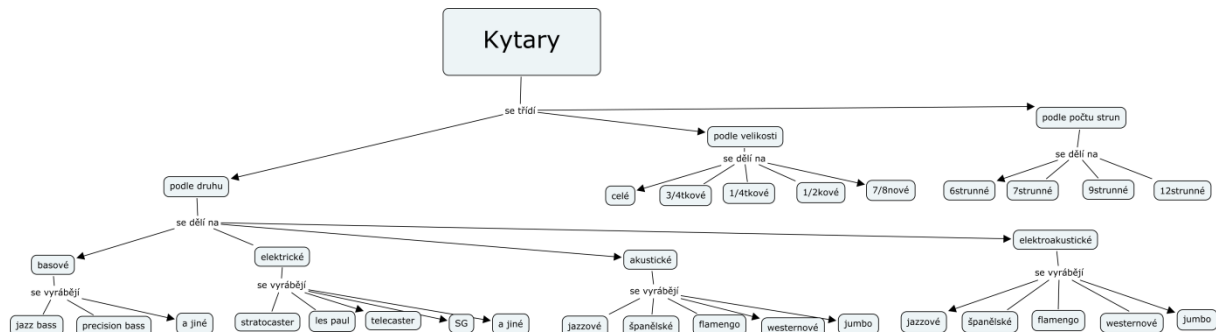 Kytary
se třídí
podle počtu strun
podle velikosti
se dělí na
se dělí na
podle druhu
celé
3/4tkové
1/4tkové
1/2kové
7/8nové
6strunné
7strunné
9strunné
12strunné
se dělí na
basové
elektrické
akustické
elektroakustické
se vyrábějí
se vyrábějí
se vyrábějí
se vyrábějí
jazz bass
precision bass
a jiné
stratocaster
les paul
telecaster
SG
a jiné
jazzové
španělské
flamengo
westernové
jumbo
jazzové
španělské
flamengo
westernové
jumbo